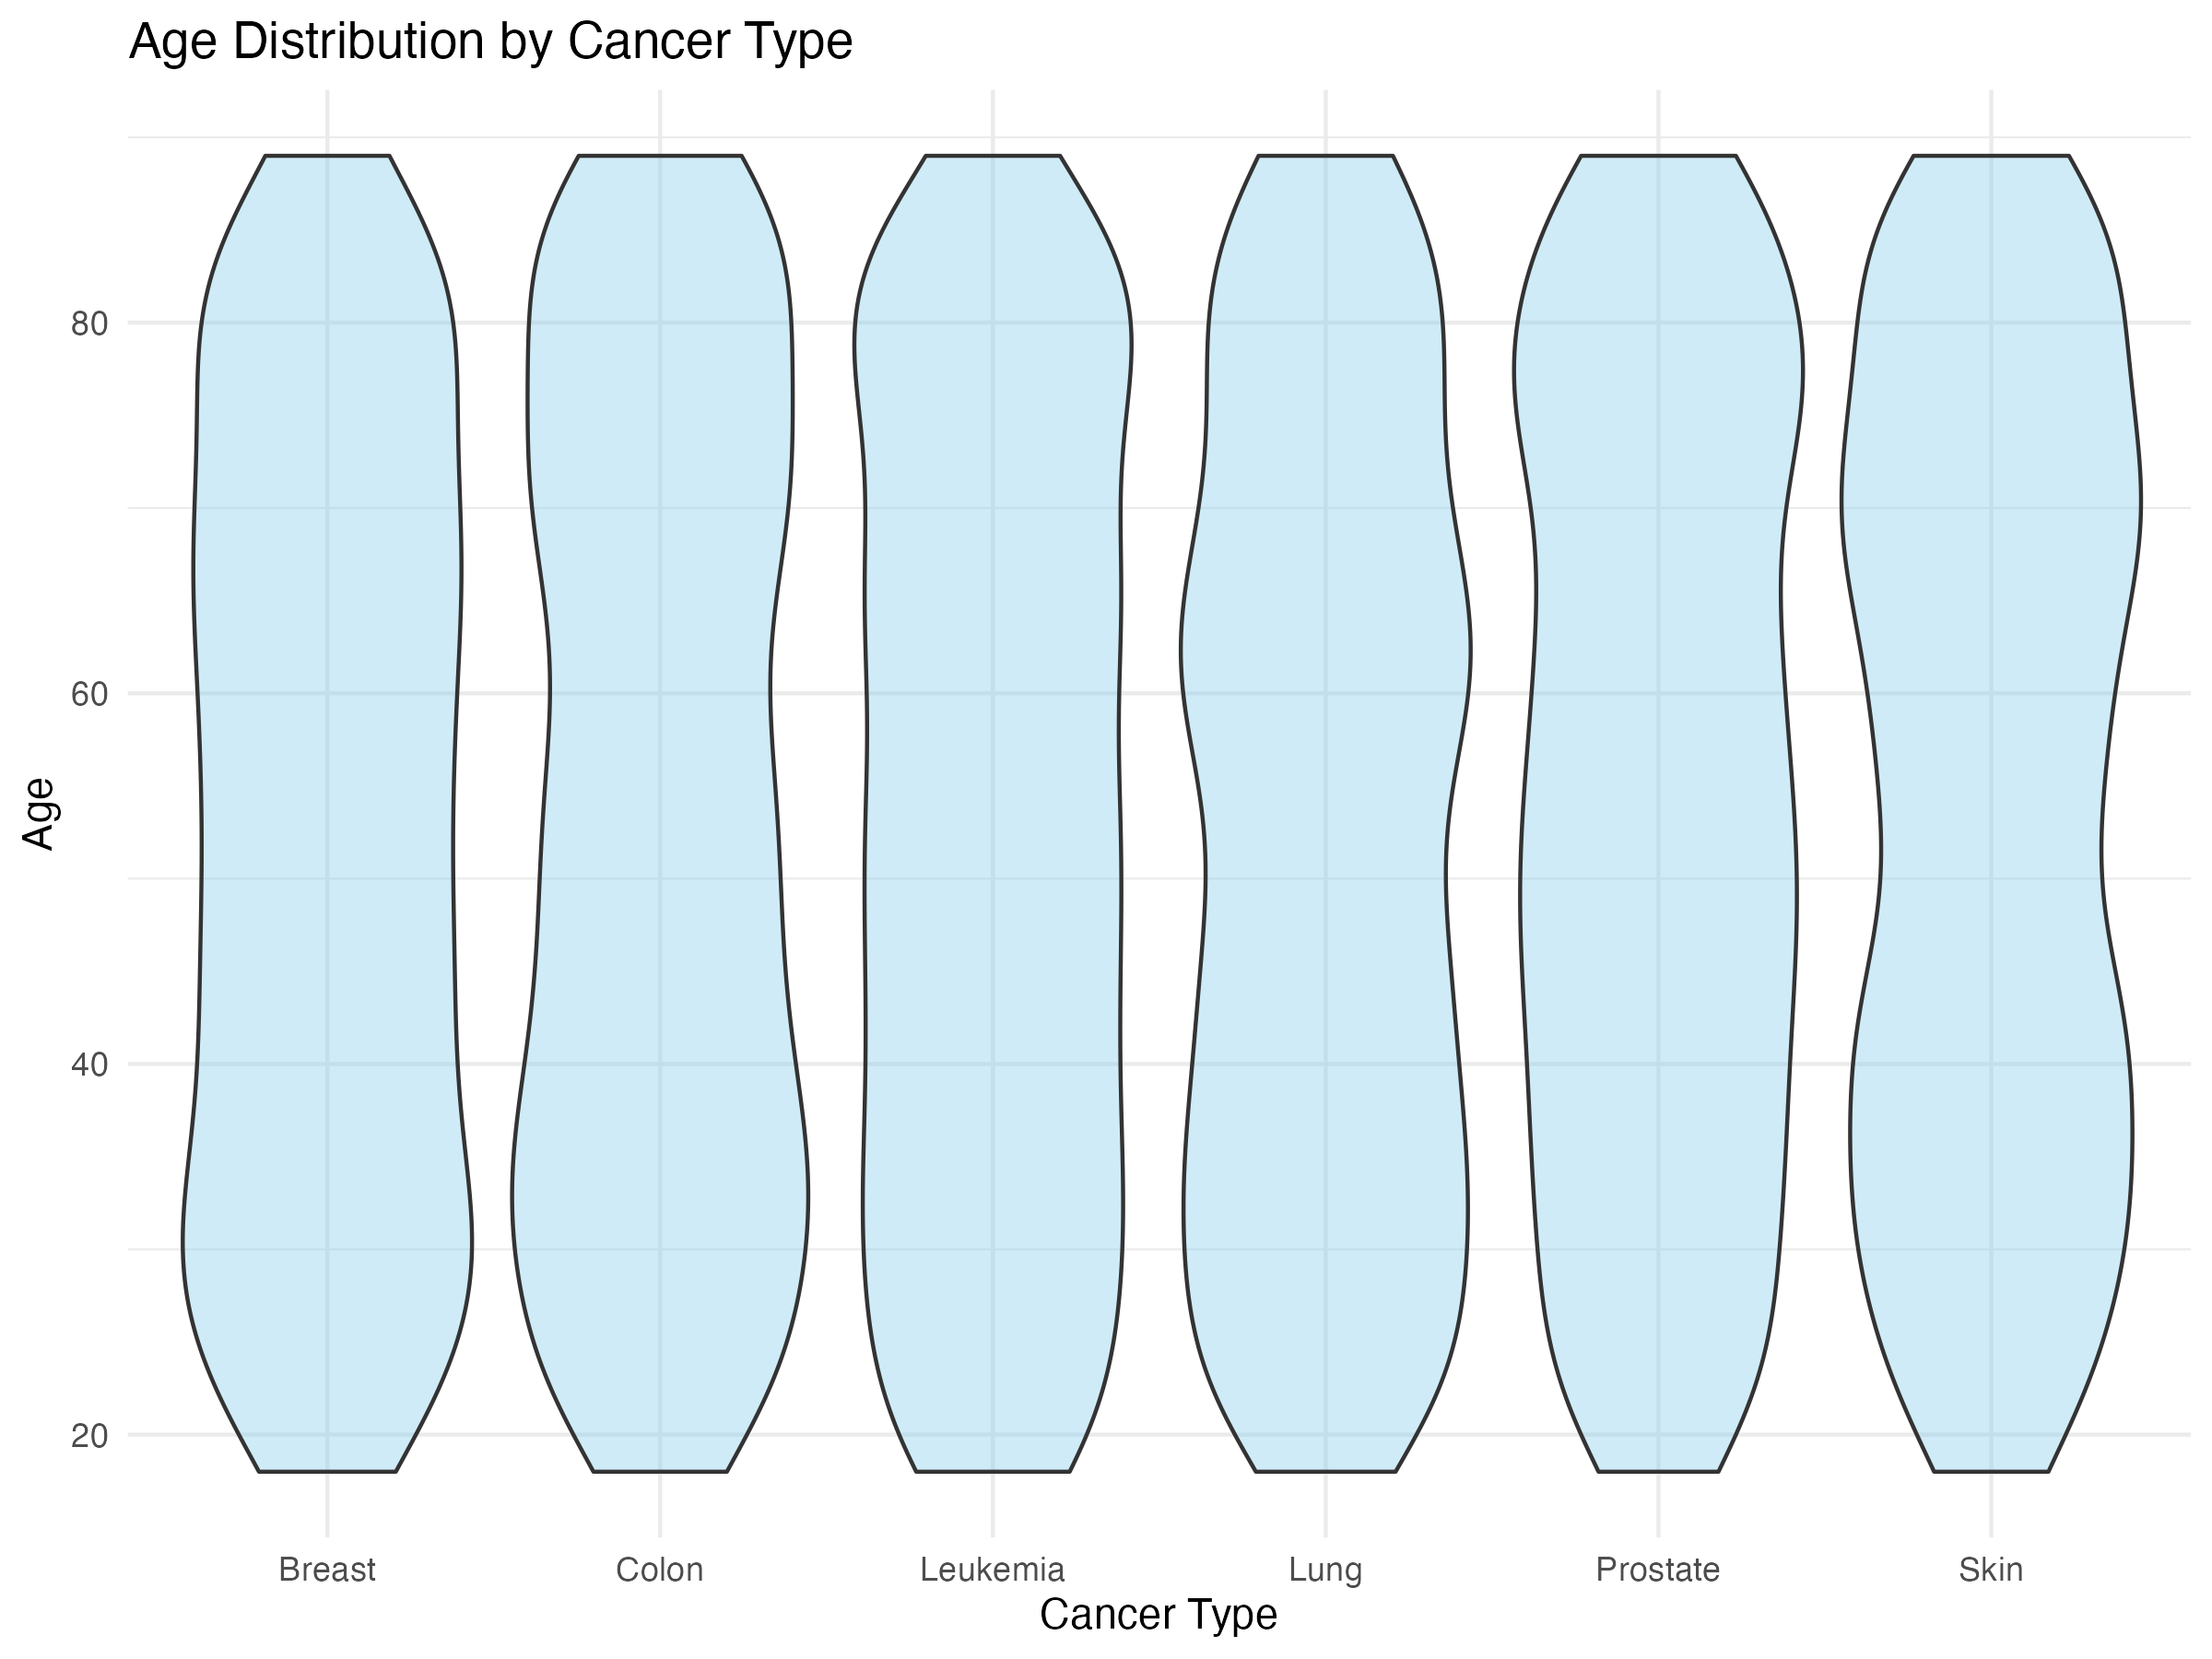 Age Distribution by Cancer Type
80
60
40
20
Age
Breast Colon Leukemia Lung Prostate Skin
Cancer Type